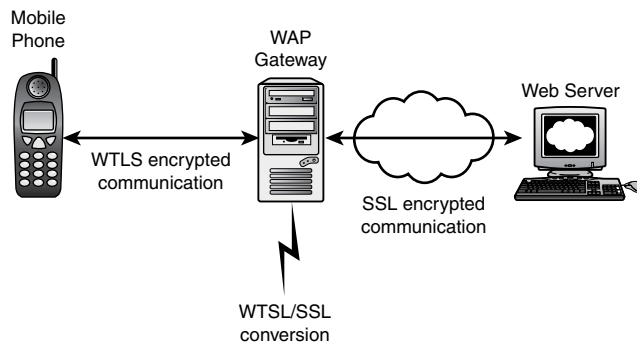 Mobile
Phone
WAP
Gateway
Web Server
WTLS encrypted
communication
SSL encrypted
communication
WTSL/SSL
conversion